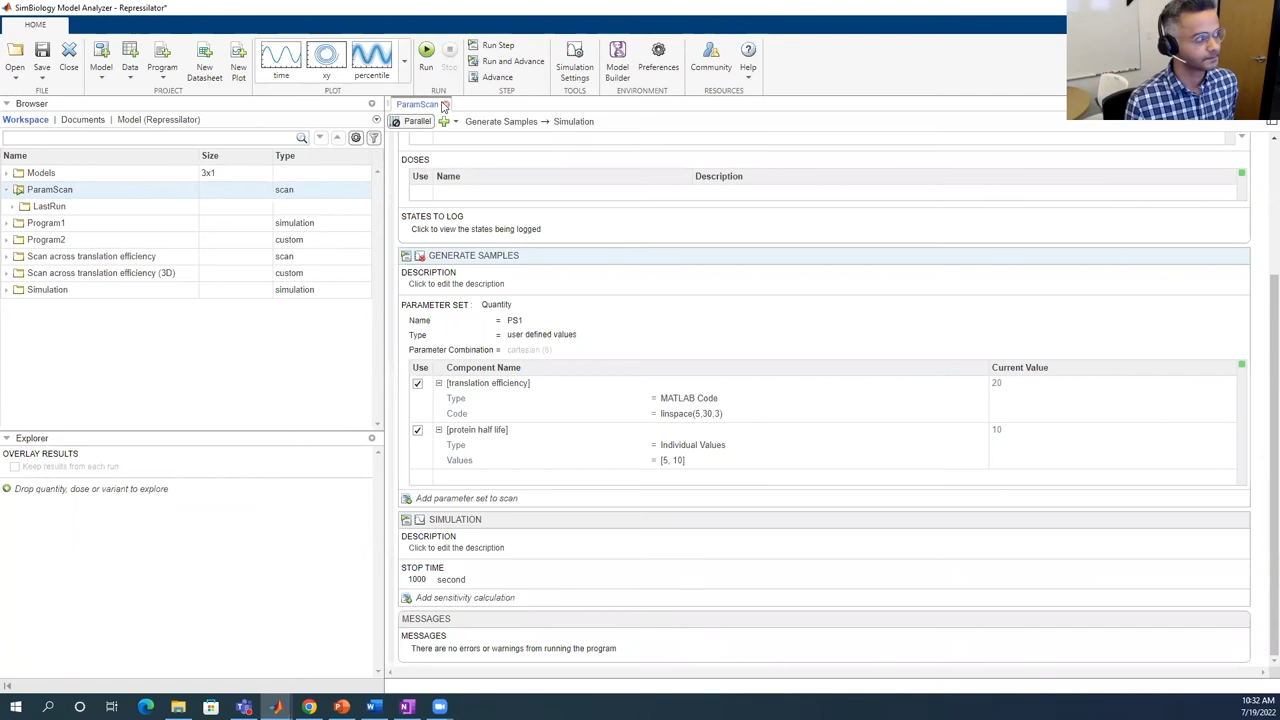 SimBiology Model Analyzer - Repressilator*
HOME
Open
Save
Close
Model
Data
Program
New Datasheet
New Plot
time
xy
percentile
Run
Stop
Run Step
Run and Advance
Advance
Simulation Settings
Model Builder
Preferences
Community
Help
FILE
PROJECT
PLOT
RUN
STEP
TOOLS
ENVIRONMENT
RESOURCES
Browser
ParamScan
Workspace Documents Model (Repressilator)
Parallel Generate Samples → Simulation
Name Size Type
Models 3x1
ParamScan scan
LastRun
Program1 simulation
Program2 custom
Scan across translation efficiency scan
Scan across translation efficiency (3D) custom
Simulation simulation
Explorer
OVERLAY RESULTS
Keep results from each run
Drop quantity, dose or variant to explore
DOSES
Use Name Description
STATES TO LOG
Click to view the states being logged
GENERATE SAMPLES
DESCRIPTION
Click to edit the description
PARAMETER SET : Quantity
Name = PS1
Type = user defined values
Parameter Combination = cartesian (6)
Use Component Name Current Value
[translation efficiency] 20
Type = MATLAB Code
Code = linspace(5,30,3)
[protein half life] 10
Type = Individual Values
Values = [5, 10]
Add parameter set to scan
SIMULATION
DESCRIPTION
Click to edit the description
STOP TIME
1000 second
Add sensitivity calculation
MESSAGES
MESSAGES
There are no errors or warnings from running the program
10:32 AM
7/19/2022